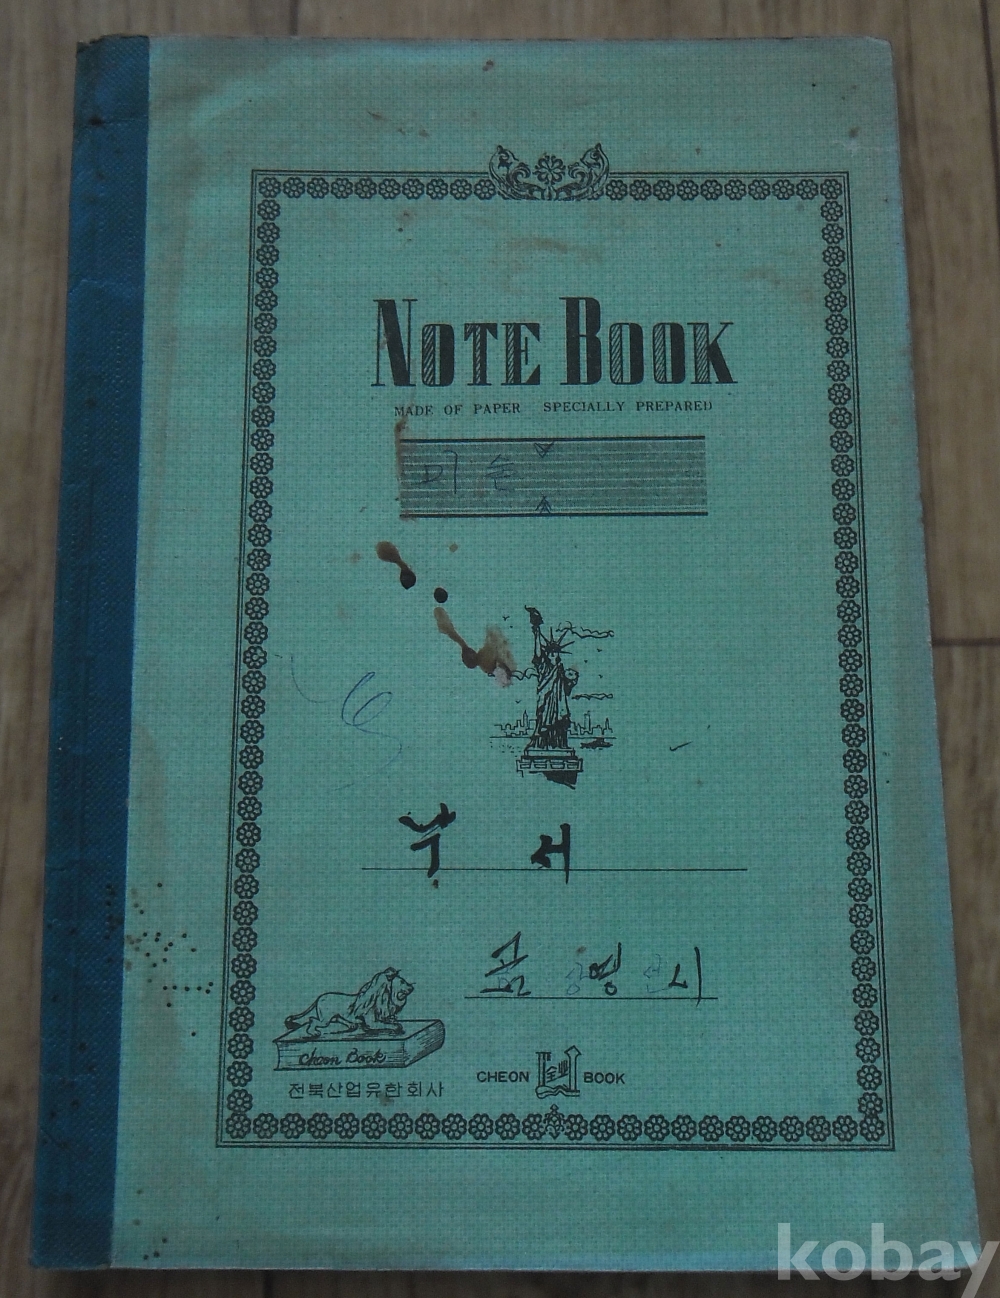 NOTE BOOK
MADE OF PAPER SPECIALLY PREPARED
미술
낙서
Cheon Book
전북산업유한회사
CHEON BOOK
kobay